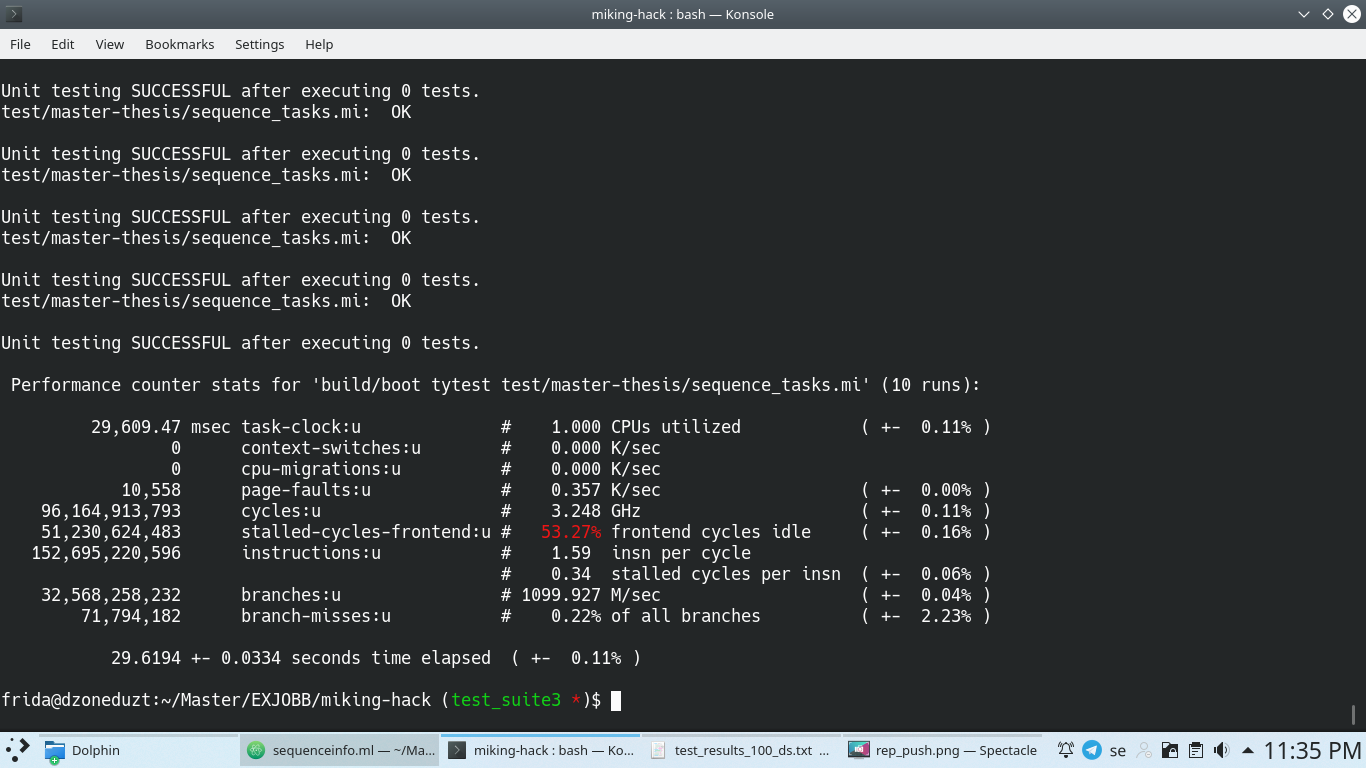 miking-hack : bash — Konsole
File Edit View Bookmarks Settings Help
Unit testing SUCCESSFUL after executing 0 tests.
test/master-thesis/sequence_tasks.mi:  OK
Unit testing SUCCESSFUL after executing 0 tests.
test/master-thesis/sequence_tasks.mi:  OK
Unit testing SUCCESSFUL after executing 0 tests.
test/master-thesis/sequence_tasks.mi:  OK
Unit testing SUCCESSFUL after executing 0 tests.
test/master-thesis/sequence_tasks.mi:  OK
Unit testing SUCCESSFUL after executing 0 tests.
Performance counter stats for 'build/boot tytest test/master-thesis/sequence_tasks.mi' (10 runs):
29,609.47 msec task-clock:u # 1.000 CPUs utilized ( +- 0.11% )
0 context-switches:u # 0.000 K/sec
0 cpu-migrations:u # 0.000 K/sec
10,558 page-faults:u # 0.357 K/sec ( +- 0.00% )
96,164,913,793 cycles:u # 3.248 GHz ( +- 0.11% )
51,230,624,483 stalled-cycles-frontend:u # 53.27% frontend cycles idle ( +- 0.16% )
152,695,220,596 instructions:u # 1.59 insn per cycle
# 0.34 stalled cycles per insn ( +- 0.06% )
32,568,258,232 branches:u # 1099.927 M/sec ( +- 0.04% )
71,794,182 branch-misses:u # 0.22% of all branches ( +- 2.23% )
29.6194 +- 0.0334 seconds time elapsed ( +- 0.11% )
frida@dzoneduzt:~/Master/EXJOBB/miking-hack (test_suite3 *)$
Dolphin sequenceinfo.ml — ~/Ma... miking-hack : bash — Ko... test_results_100_ds.txt ... rep_push.png — Spectacle se 11:35 PM